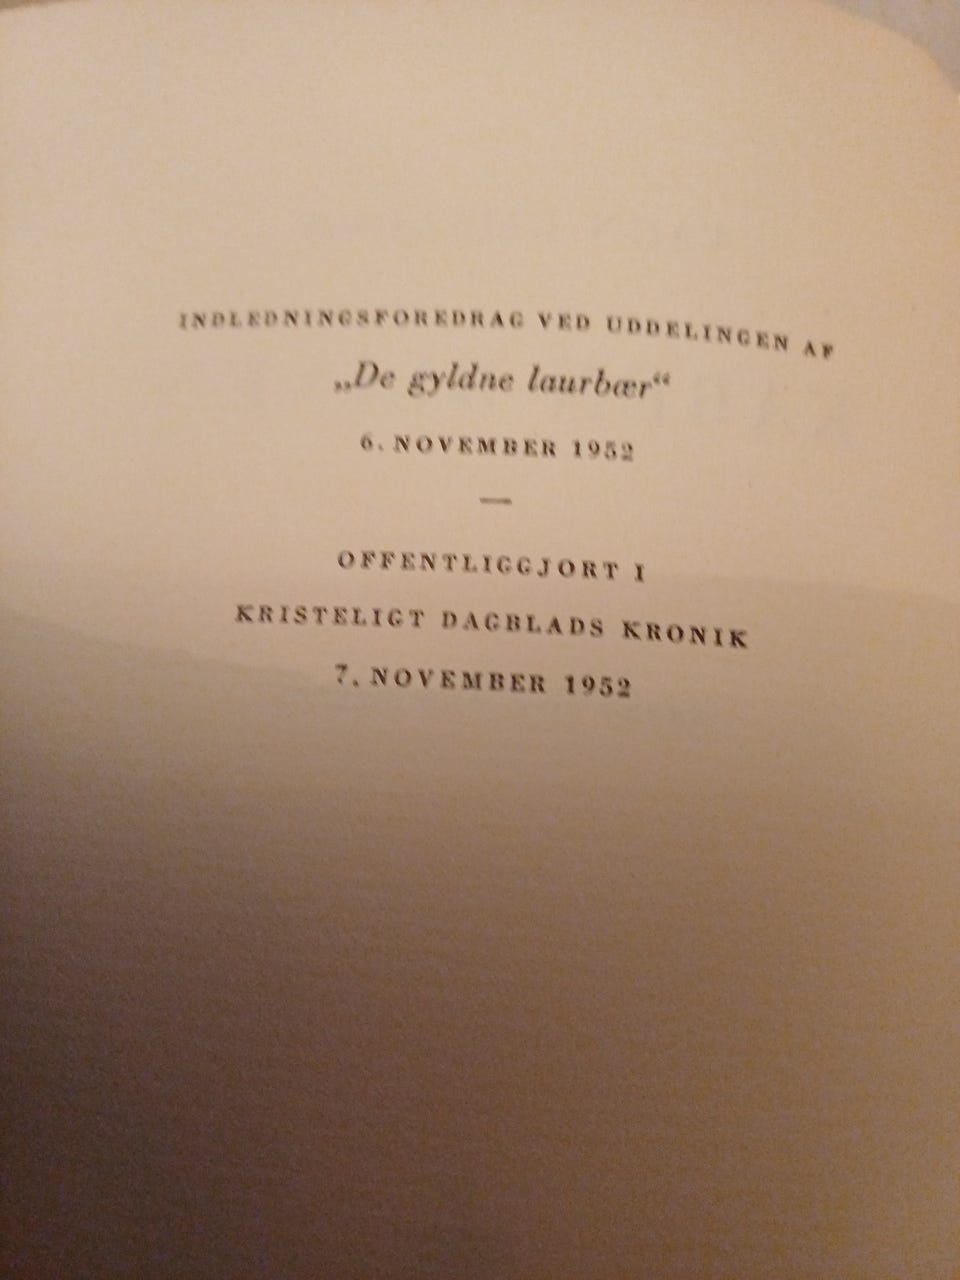 INDLEDNINGSFOREDRAG VED UDDELINGEN AF
„De gyldne laurbær“
6. NOVEMBER 1952
—
OFFENTLIGGJORT I
KRISTELIGT DAGBLADS KRONIK
7. NOVEMBER 1952